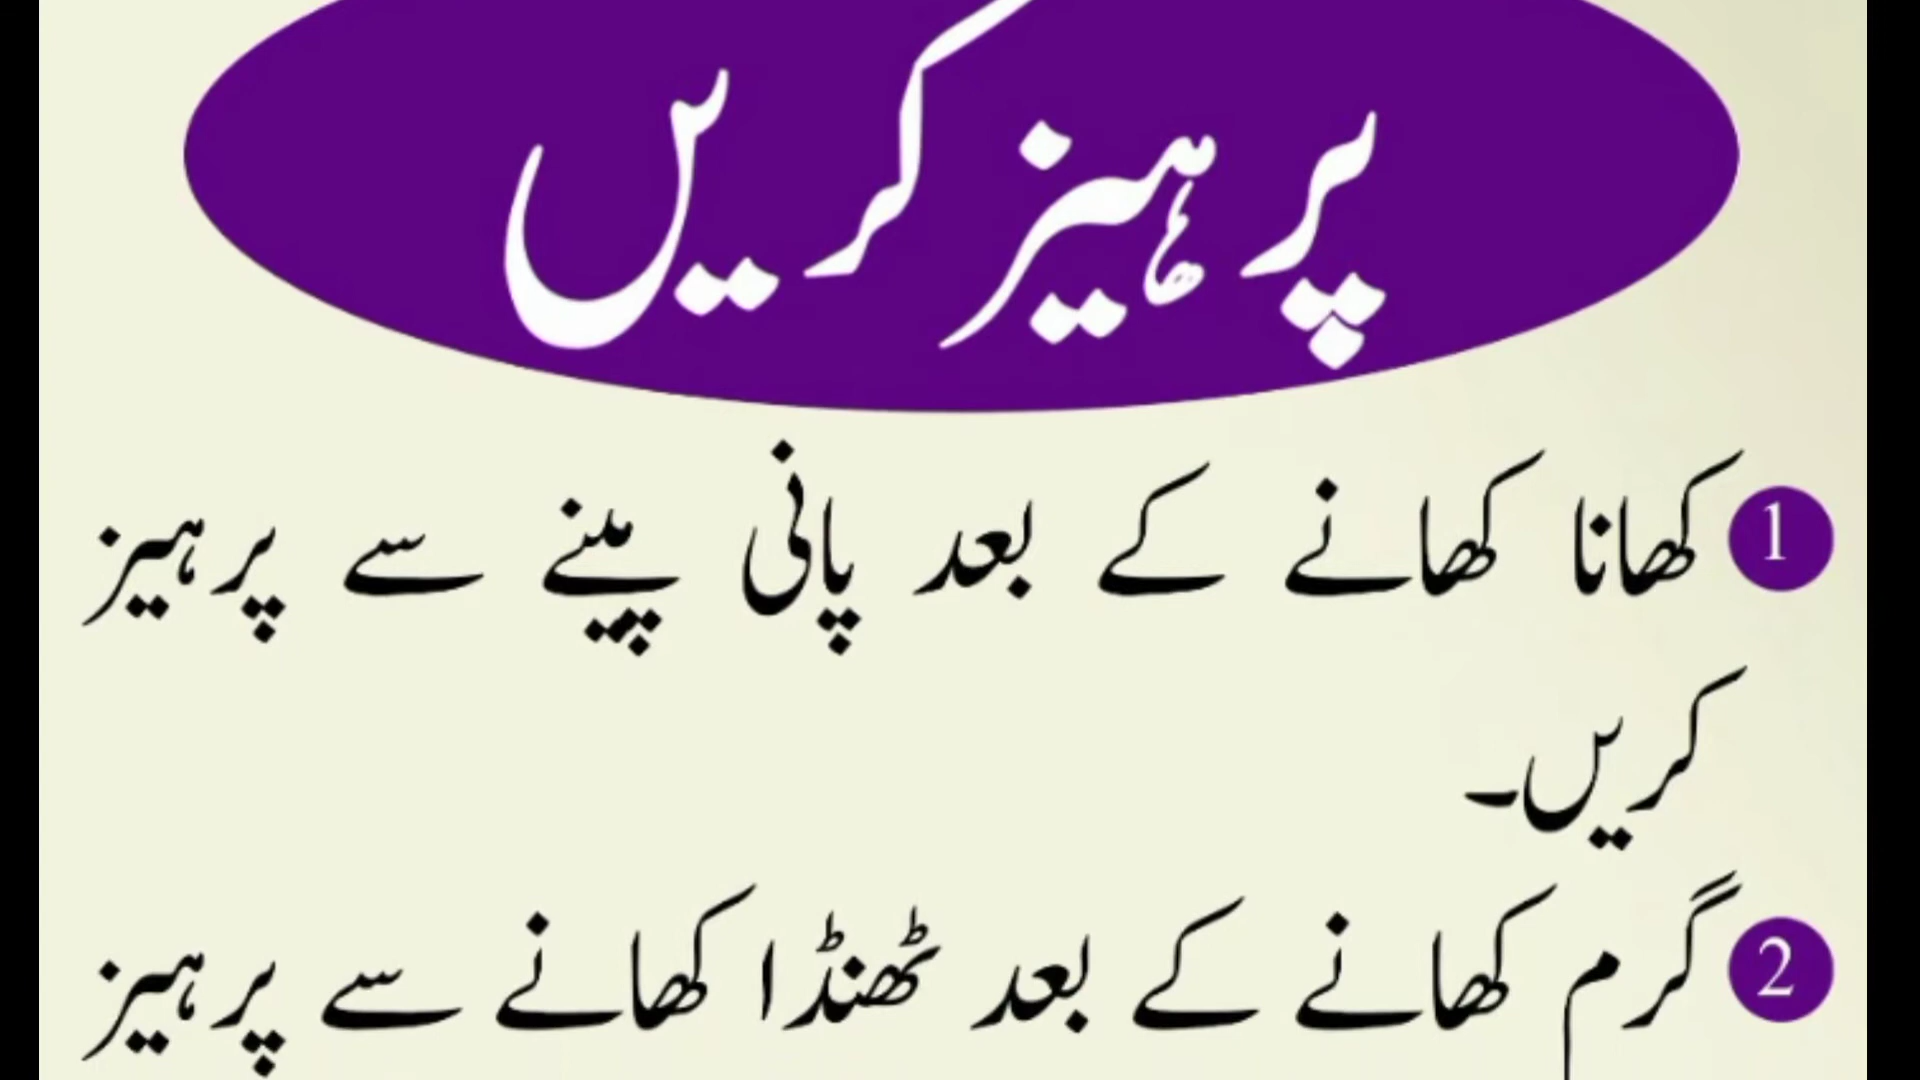 پرہیز کریں
1 کھانا کھانے کے بعد پانی پینے سے پرہیز
کریں۔
2 گرم کھانے کے بعد ٹھنڈا کھانے سے پرہیز